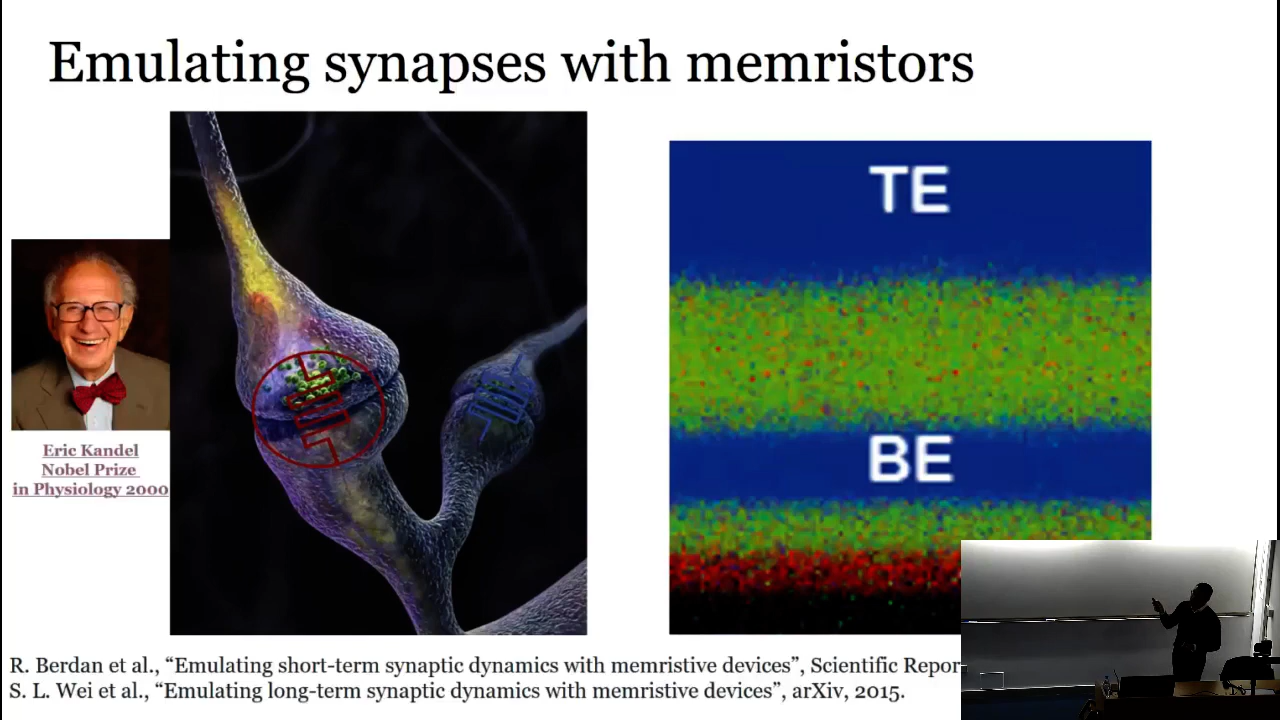 Emulating synapses with memristors
TE
BE
Eric Kandel
Nobel Prize
in Physiology 2000
R. Berdan et al., “Emulating short-term synaptic dynamics with memristive devices”, Scientific Repor
S. L. Wei et al., “Emulating long-term synaptic dynamics with memristive devices”, arXiv, 2015.